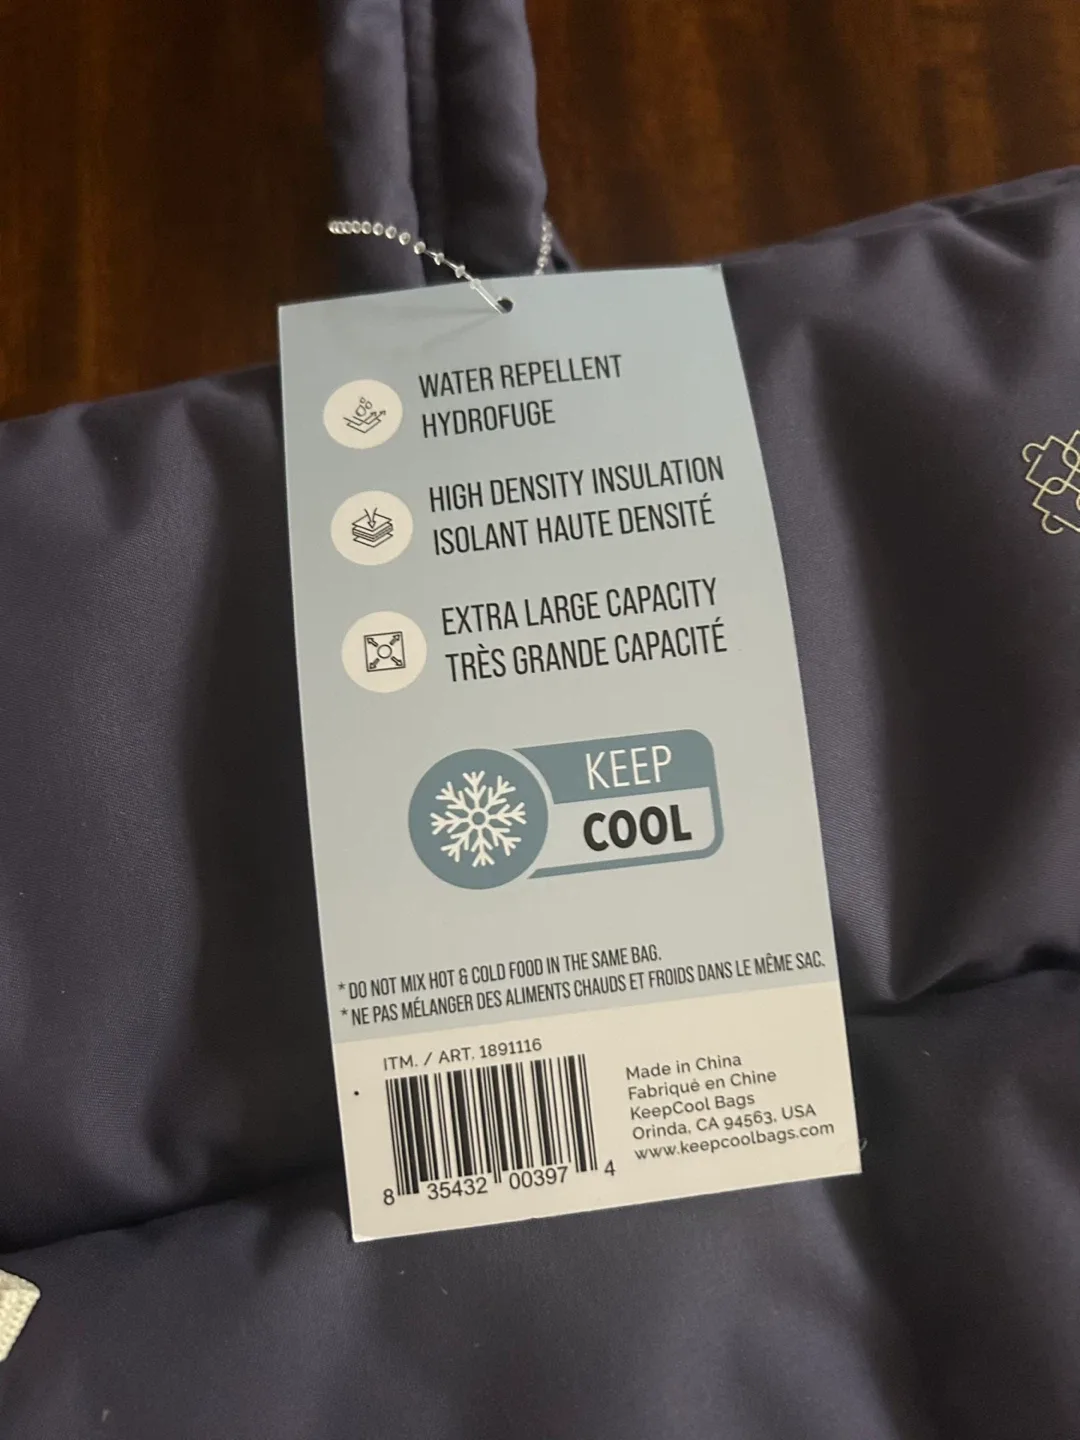 WATER REPELLENT
HYDROFUGE
HIGH DENSITY INSULATION
ISOLANT HAUTE DENSITÉ
EXTRA LARGE CAPACITY
TRÈS GRANDE CAPACITÉ
KEEP
COOL
* DO NOT MIX HOT & COLD FOOD IN THE SAME BAG.
* NE PAS MÉLANGER DES ALIMENTS CHAUDS ET FROIDS DANS LE MÊME SAC.
ITM. / ART. 1891116
8 35432 00397 4
Made in China
Fabriqué en Chine
KeepCool Bags
Orinda, CA 94563, USA
www.keepcoolbags.com